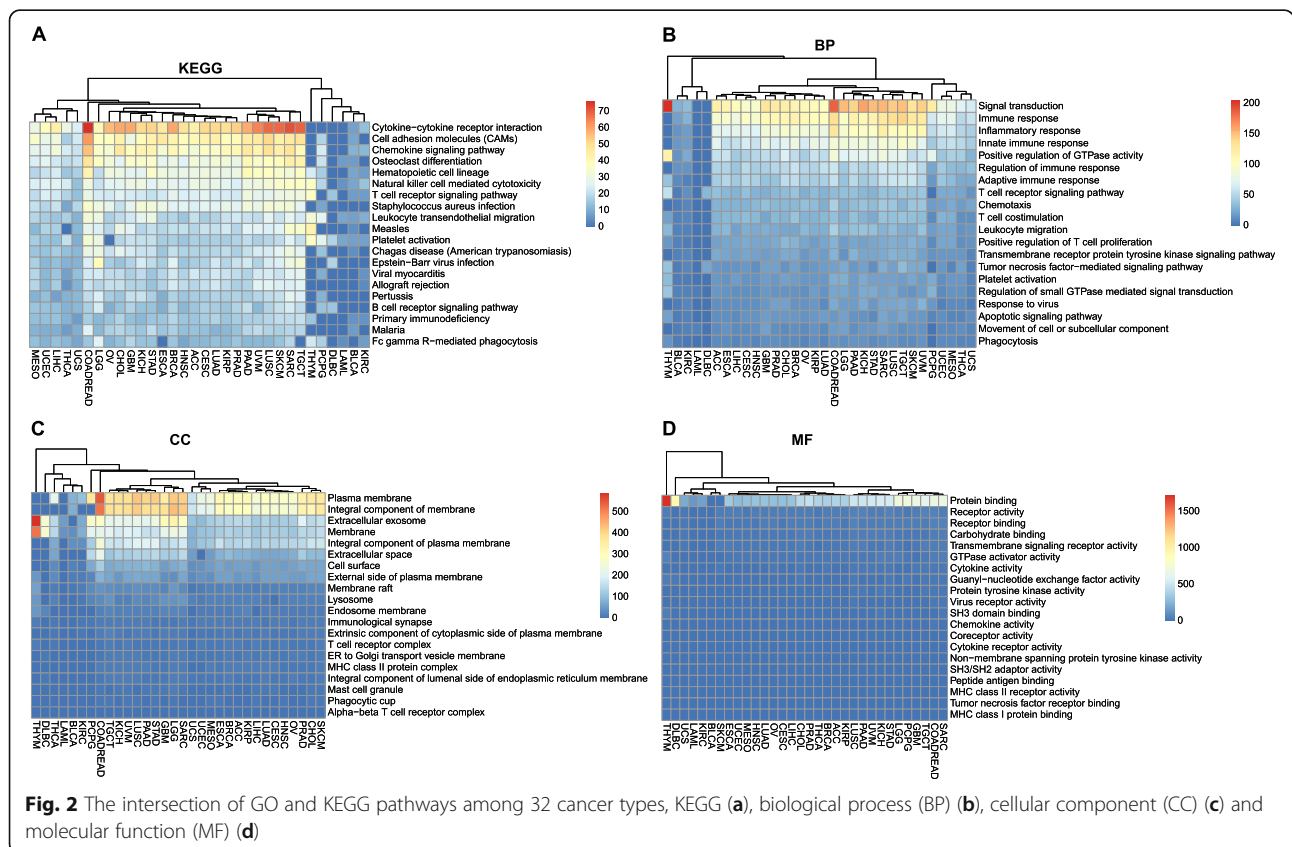 A
KEGG
70
60
50
40
30
20
10
0
Cytokine−cytokine receptor interaction
Cell adhesion molecules (CAMs)
Chemokine signaling pathway
Osteoclast differentiation
Hematopoietic cell lineage
Natural killer cell mediated cytotoxicity
T cell receptor signaling pathway
Staphylococcus aureus infection
Leukocyte transendothelial migration
Measles
Platelet activation
Chagas disease (American trypanosomiasis)
Epstein−Barr virus infection
Viral myocarditis
Allograft rejection
Pertussis
B cell receptor signaling pathway
Primary immunodeficiency
Malaria
Fc gamma R−mediated phagocytosis
MESO
UCEC
LIHC
THCA
UCS
COADREAD
LGG
OV
CHOL
GBM
KICH
STAD
ESCA
BRCA
HNSC
ACC
CESC
LUAD
KIRP
PRAD
PAAD
UVM
LUSC
SKCM
SARC
TGCT
THYM
PCPG
DLBC
LAML
BLCA
KIRC
B
BP
200
150
100
50
0
Signal transduction
Immune response
Inflammatory response
Innate immune response
Positive regulation of GTPase activity
Regulation of immune response
Adaptive immune response
T cell receptor signaling pathway
Chemotaxis
T cell costimulation
Leukocyte migration
Positive regulation of T cell proliferation
Transmembrane receptor protein tyrosine kinase signaling pathway
Tumor necrosis factor−mediated signaling pathway
Platelet activation
Regulation of small GTPase mediated signal transduction
Response to virus
Apoptotic signaling pathway
Movement of cell or subcellular component
Phagocytosis
THYM
BLCA
KIRC
LAML
DLBC
ACC
ESCA
LIHC
CESC
HNSC
GBM
PRAD
CHOL
BRCA
OV
KIRP
LUAD
COADREAD
LGG
PAAD
KICH
STAD
SARC
LUSC
TGCT
SKCM
UVM
PCPG
UCEC
MESO
THCA
UCS
C
CC
500
400
300
200
100
0
Plasma membrane
Integral component of membrane
Extracellular exosome
Membrane
Integral component of plasma membrane
Extracellular space
Cell surface
External side of plasma membrane
Membrane raft
Lysosome
Endosome membrane
Immunological synapse
Extrinsic component of cytoplasmic side of plasma membrane
T cell receptor complex
ER to Golgi transport vesicle membrane
MHC class II protein complex
Integral component of lumenal side of endoplasmic reticulum membrane
Mast cell granule
Phagocytic cup
Alpha−beta T cell receptor complex
THYM
DLBC
THCA
LAML
BLCA
KIRC
PCPG
COADREAD
TGCT
KICH
UVM
LUSC
PAAD
STAD
GBM
LGG
SARC
UCS
UCEC
MESO
ESCA
BRCA
ACC
KIRP
LIHC
LUAD
CESC
HNSC
OV
PRAD
CHOL
SKCM
D
MF
1500
1000
500
0
Protein binding
Receptor activity
Receptor binding
Carbohydrate binding
Transmembrane signaling receptor activity
GTPase activator activity
Cytokine activity
Guanyl−nucleotide exchange factor activity
Protein tyrosine kinase activity
Virus receptor activity
SH3 domain binding
Chemokine activity
Coreceptor activity
Cytokine receptor activity
Non−membrane spanning protein tyrosine kinase activity
SH3/SH2 adaptor activity
Peptide antigen binding
MHC class II receptor activity
Tumor necrosis factor receptor binding
MHC class I protein binding
THYM
DLBC
UCS
LAML
KIRC
BLCA
SKCM
ESCA
UCEC
MESO
HNSC
LUAD
OV
CESC
LIHC
CHOL
PRAD
THCA
BRCA
ACC
KIRP
LUSC
PAAD
UVM
KICH
STAD
LGG
PCPG
GBM
TGCT
COADREAD
SARC
Fig. 2 The intersection of GO and KEGG pathways among 32 cancer types, KEGG (a), biological process (BP) (b), cellular component (CC) (c) and
molecular function (MF) (d)